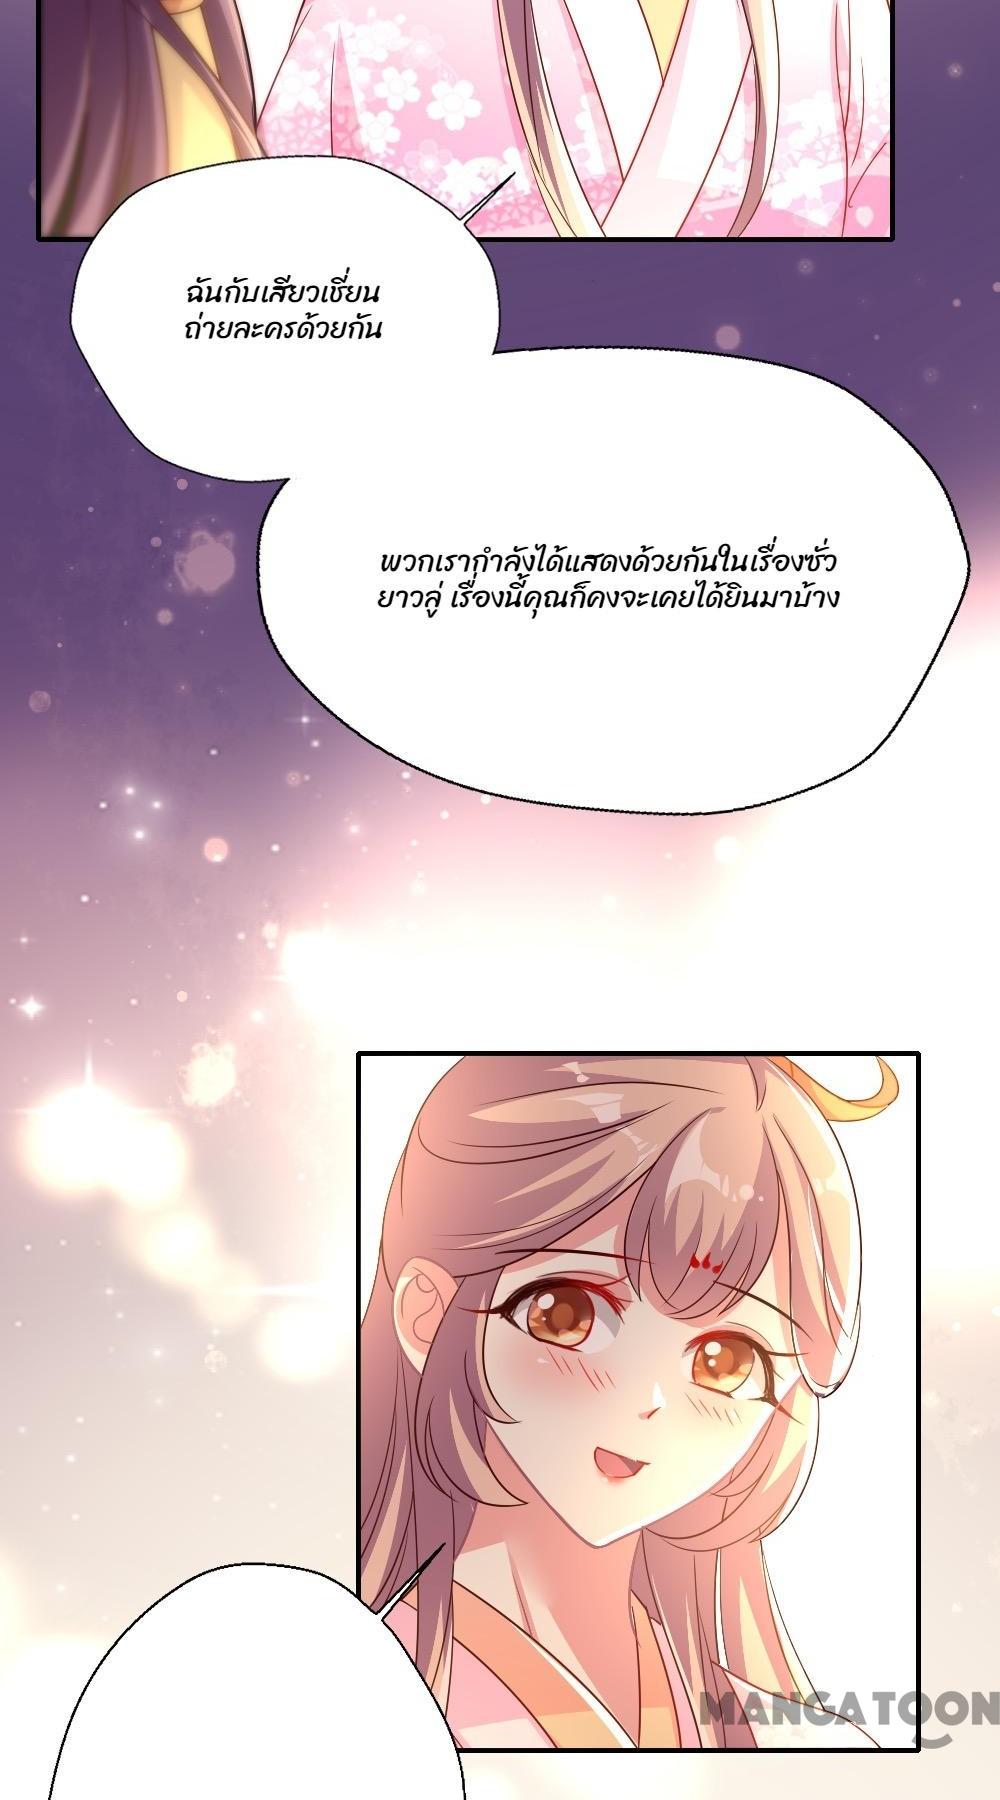 ฉันกับเสียวเชี่ยน
ถ่ายละครด้วยกัน
พวกเรากำลังได้แสดงด้วยกันในเรื่องซั่ว
ยาวลู่ เรื่องนี้คุณก็คงจะเคยได้ยินมาบ้าง
MANGATOON